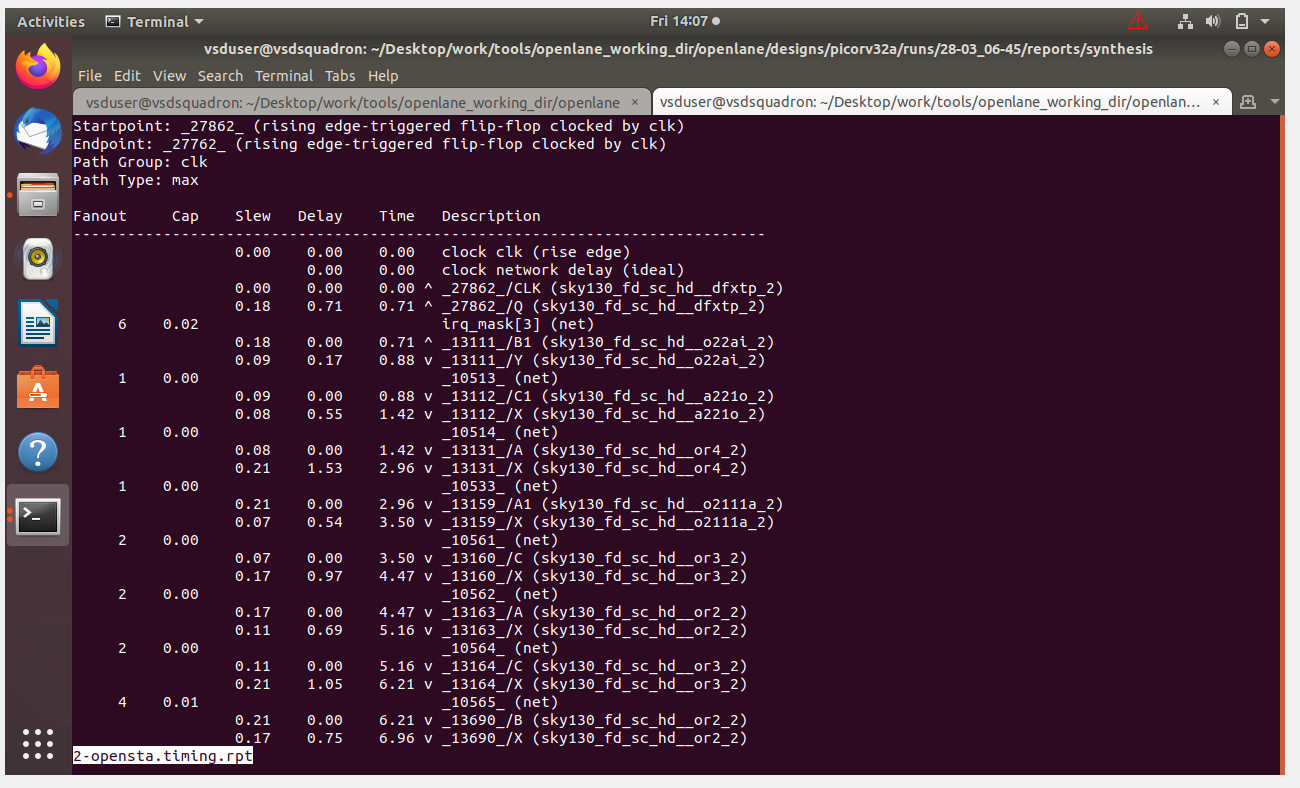 Activities Terminal Fri 14:07
vsduser@vsdsquadron: ~/Desktop/work/tools/openlane_working_dir/openlane/designs/picorv32a/runs/28-03_06-45/reports/synthesis
File Edit View Search Terminal Tabs Help
vsduser@vsdsquadron: ~/Desktop/work/tools/openlane_working_dir/openlane × vsduser@vsdsquadron: ~/Desktop/work/tools/openlane_working_dir/openlan... ×
Startpoint: _27862_ (rising edge-triggered flip-flop clocked by clk)
Endpoint: _27762_ (rising edge-triggered flip-flop clocked by clk)
Path Group: clk
Path Type: max
Fanout     Cap    Slew   Delay    Time   Description
-----------------------------------------------------------------------------
                  0.00    0.00    0.00   clock clk (rise edge)
                          0.00    0.00   clock network delay (ideal)
                  0.00    0.00    0.00 ^ _27862_/CLK (sky130_fd_sc_hd__dfxtp_2)
                  0.18    0.71    0.71 ^ _27862_/Q (sky130_fd_sc_hd__dfxtp_2)
     6    0.02                           irq_mask[3] (net)
                  0.18    0.00    0.71 ^ _13111_/B1 (sky130_fd_sc_hd__o22ai_2)
                  0.09    0.17    0.88 v _13111_/Y (sky130_fd_sc_hd__o22ai_2)
     1    0.00                           _10513_ (net)
                  0.09    0.00    0.88 v _13112_/C1 (sky130_fd_sc_hd__a221o_2)
                  0.08    0.55    1.42 v _13112_/X (sky130_fd_sc_hd__a221o_2)
     1    0.00                           _10514_ (net)
                  0.08    0.00    1.42 v _13131_/A (sky130_fd_sc_hd__or4_2)
                  0.21    1.53    2.96 v _13131_/X (sky130_fd_sc_hd__or4_2)
     1    0.00                           _10533_ (net)
                  0.21    0.00    2.96 v _13159_/A1 (sky130_fd_sc_hd__o2111a_2)
                  0.07    0.54    3.50 v _13159_/X (sky130_fd_sc_hd__o2111a_2)
     2    0.00                           _10561_ (net)
                  0.07    0.00    3.50 v _13160_/C (sky130_fd_sc_hd__or3_2)
                  0.17    0.97    4.47 v _13160_/X (sky130_fd_sc_hd__or3_2)
     2    0.00                           _10562_ (net)
                  0.17    0.00    4.47 v _13163_/A (sky130_fd_sc_hd__or2_2)
                  0.11    0.69    5.16 v _13163_/X (sky130_fd_sc_hd__or2_2)
     2    0.00                           _10564_ (net)
                  0.11    0.00    5.16 v _13164_/C (sky130_fd_sc_hd__or3_2)
                  0.21    1.05    6.21 v _13164_/X (sky130_fd_sc_hd__or3_2)
     4    0.01                           _10565_ (net)
                  0.21    0.00    6.21 v _13690_/B (sky130_fd_sc_hd__or2_2)
                  0.17    0.75    6.96 v _13690_/X (sky130_fd_sc_hd__or2_2)
2-opensta.timing.rpt